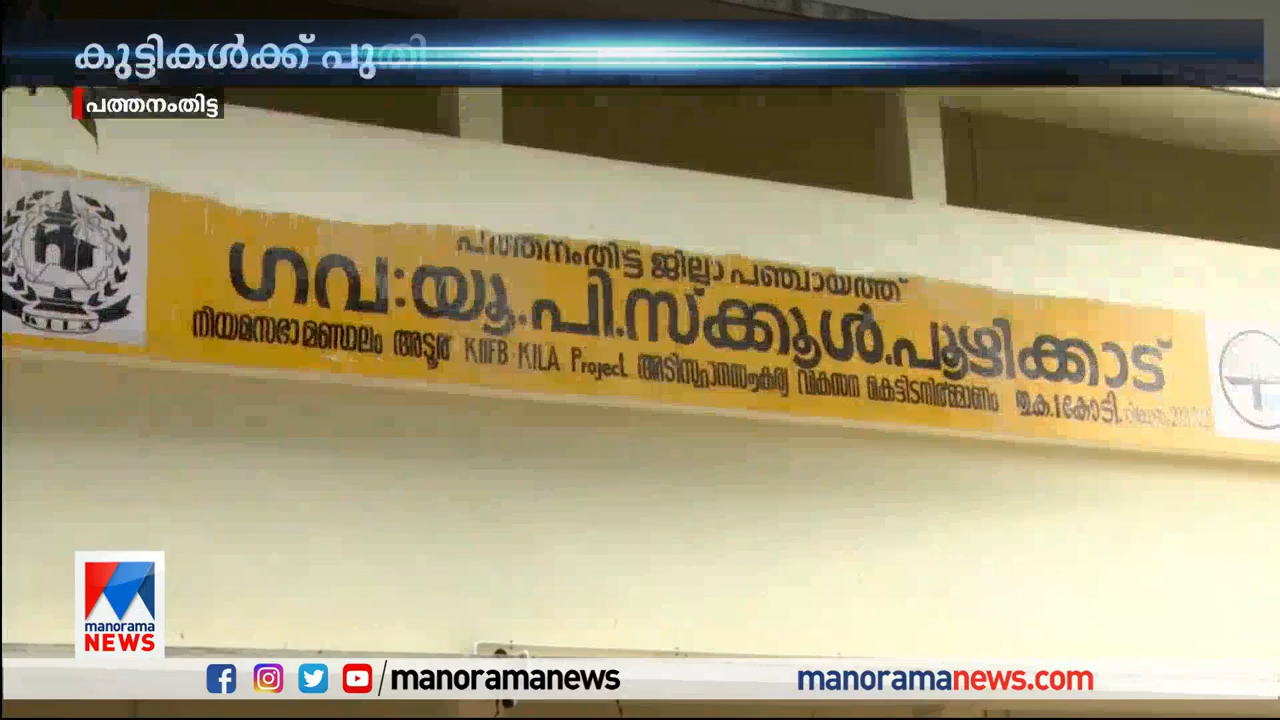 കുട്ടികൾക്ക് പുതി
പത്തനംതിട്ട
പത്തനംതിട്ട ജില്ലാ പഞ്ചായത്ത്
ഗവ:യൂ.പി.സ്ക്കൂൾ.പൂഴിക്കാട്
നിയമസഭാ മണ്ഡലം അടൂർ KIIFB-KILA Project അടിസ്ഥാനസൗകര്യ വികസന കെട്ടിടനിർമ്മാണം തുക.1കോടി.
KILA
manorama
NEWS
manoramanews
manoramanews.com